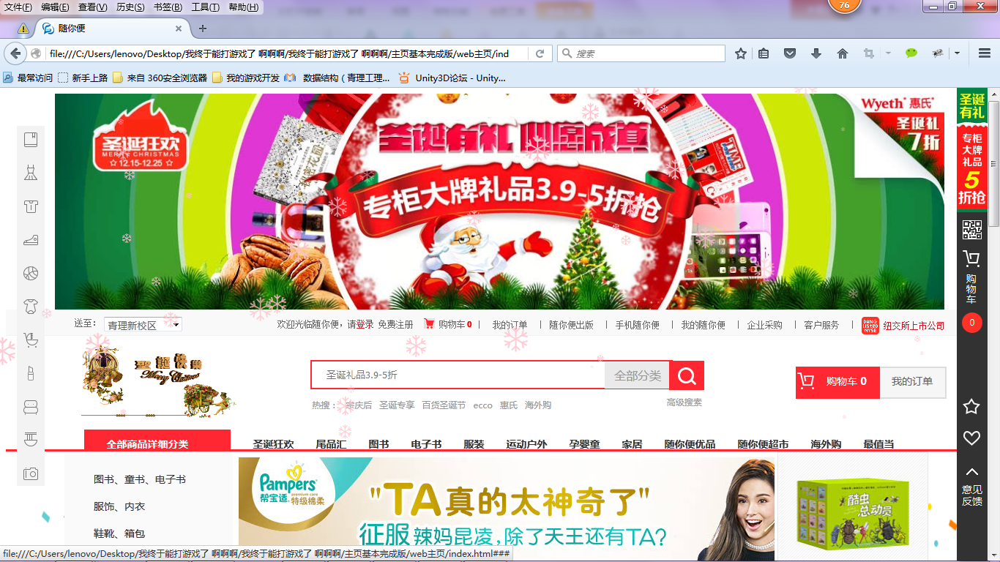 文件(F) 编辑(E) 查看(V) 历史(S) 书签(B) 工具(T) 帮助(H)
76
随你便
file:///C:/Users/lenovo/Desktop/我终于能打游戏了 啊啊啊/我终于能打游戏了 啊啊啊/主页基本完成版/web主页/ind
搜索
最常访问 新手上路 来自 360安全浏览器 我的游戏开发 数据结构 ( 青理工理... Unity3D论坛 - Unity...
圣诞狂欢
MERRY CHRISTMAS
12.15-12.25
圣诞有礼
专柜大牌礼品3.9-5折抢
Wyeth 惠氏
圣诞礼
7折
圣诞
有礼
专柜
大牌
礼品
5
折抢
购物车
0
意见
反馈
送至： 青理新校区
欢迎光临随你便，请登录 免费注册 购物车 0 | 我的订单 | 随你便出版 | 手机随你便 | 我的随你便 | 企业采购 | 客户服务 |
DANG
LISTED
NYSE
纽交所上市公司
圣诞快乐
Merry Christmas
圣诞礼品3.9-5折 全部分类
购物车 0 我的订单
热搜： 宗庆后 圣诞专享 百货圣诞节 ecco 惠氏 海外购
高级搜索
全部商品详细分类 圣诞狂欢 尾品汇 图书 电子书 服装 运动户外 孕婴童 家居 随你便优品 随你便超市 海外购 最值当
图书、童书、电子书
服饰、内衣
鞋靴、箱包
Pampers
premium care
帮宝适 特级棉柔
"TA真的太神奇了"
征服辣妈昆凌,除了天王还有TA?
酷虫
总动员
file:///C:/Users/lenovo/Desktop/我终于能打游戏了 啊啊啊/我终于能打游戏了 啊啊啊/主页基本完成版/web主页/index.html###